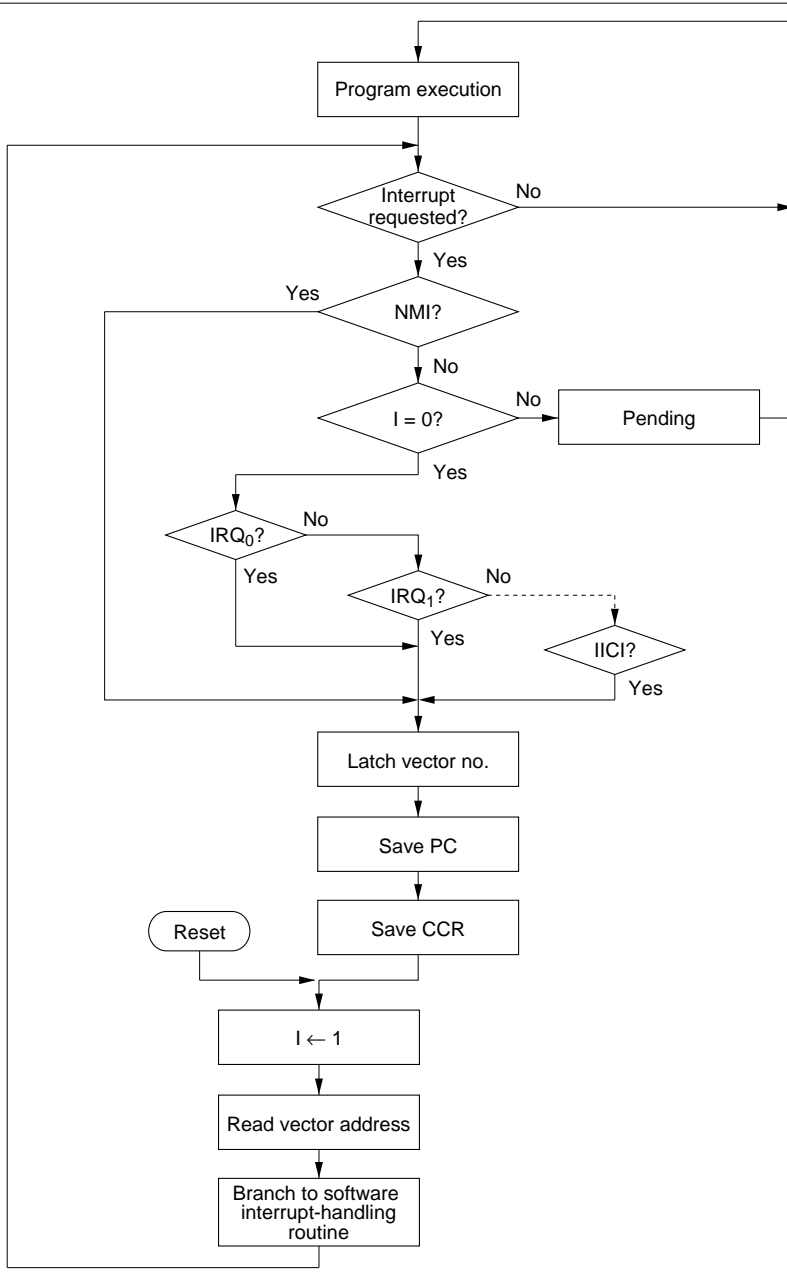 Program execution
Interrupt
requested?
No
Yes
Yes
NMI?
No
I = 0?
No
Pending
Yes
IRQ₀?
No
Yes
IRQ₁?
No
Yes
IICI?
Yes
Latch vector no.
Save PC
Save CCR
Reset
I ← 1
Read vector address
Branch to software
interrupt-handling
routine